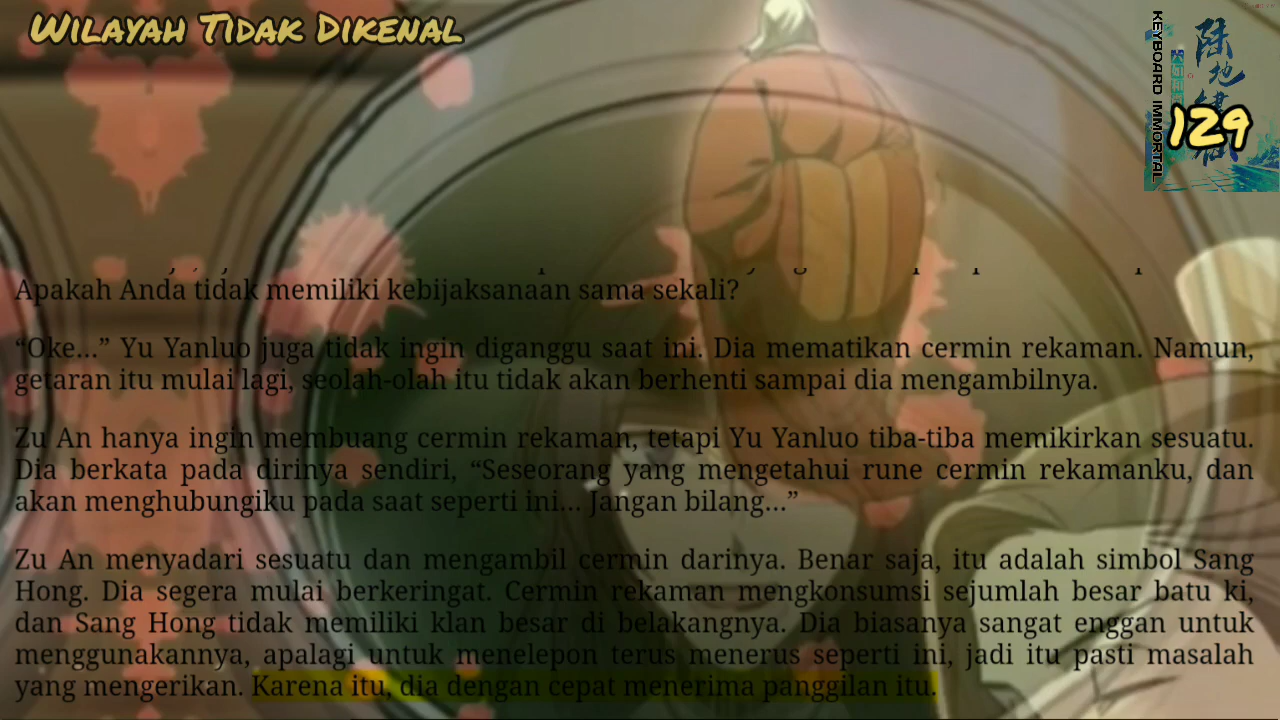 WILAYAH TIDAK DIKENAL
KEYBOARD IMMORTAL
陆地键仙
129
Apakah Anda tidak memiliki kebijaksanaan sama sekali?
“Oke...” Yu Yanluo juga tidak ingin diganggu saat ini. Dia mematikan cermin rekaman. Namun,
getaran itu mulai lagi, seolah-olah itu tidak akan berhenti sampai dia mengambilnya.
Zu An hanya ingin membuang cermin rekaman, tetapi Yu Yanluo tiba-tiba memikirkan sesuatu.
Dia berkata pada dirinya sendiri, “Seseorang yang mengetahui rune cermin rekamanku, dan
akan menghubungiku pada saat seperti ini... Jangan bilang...”
Zu An menyadari sesuatu dan mengambil cermin darinya. Benar saja, itu adalah simbol Sang
Hong. Dia segera mulai berkeringat. Cermin rekaman mengkonsumsi sejumlah besar batu ki,
dan Sang Hong tidak memiliki klan besar di belakangnya. Dia biasanya sangat enggan untuk
menggunakannya, apalagi untuk menelepon terus menerus seperti ini, jadi itu pasti masalah
yang mengerikan. Karena itu, dia dengan cepat menerima panggilan itu.